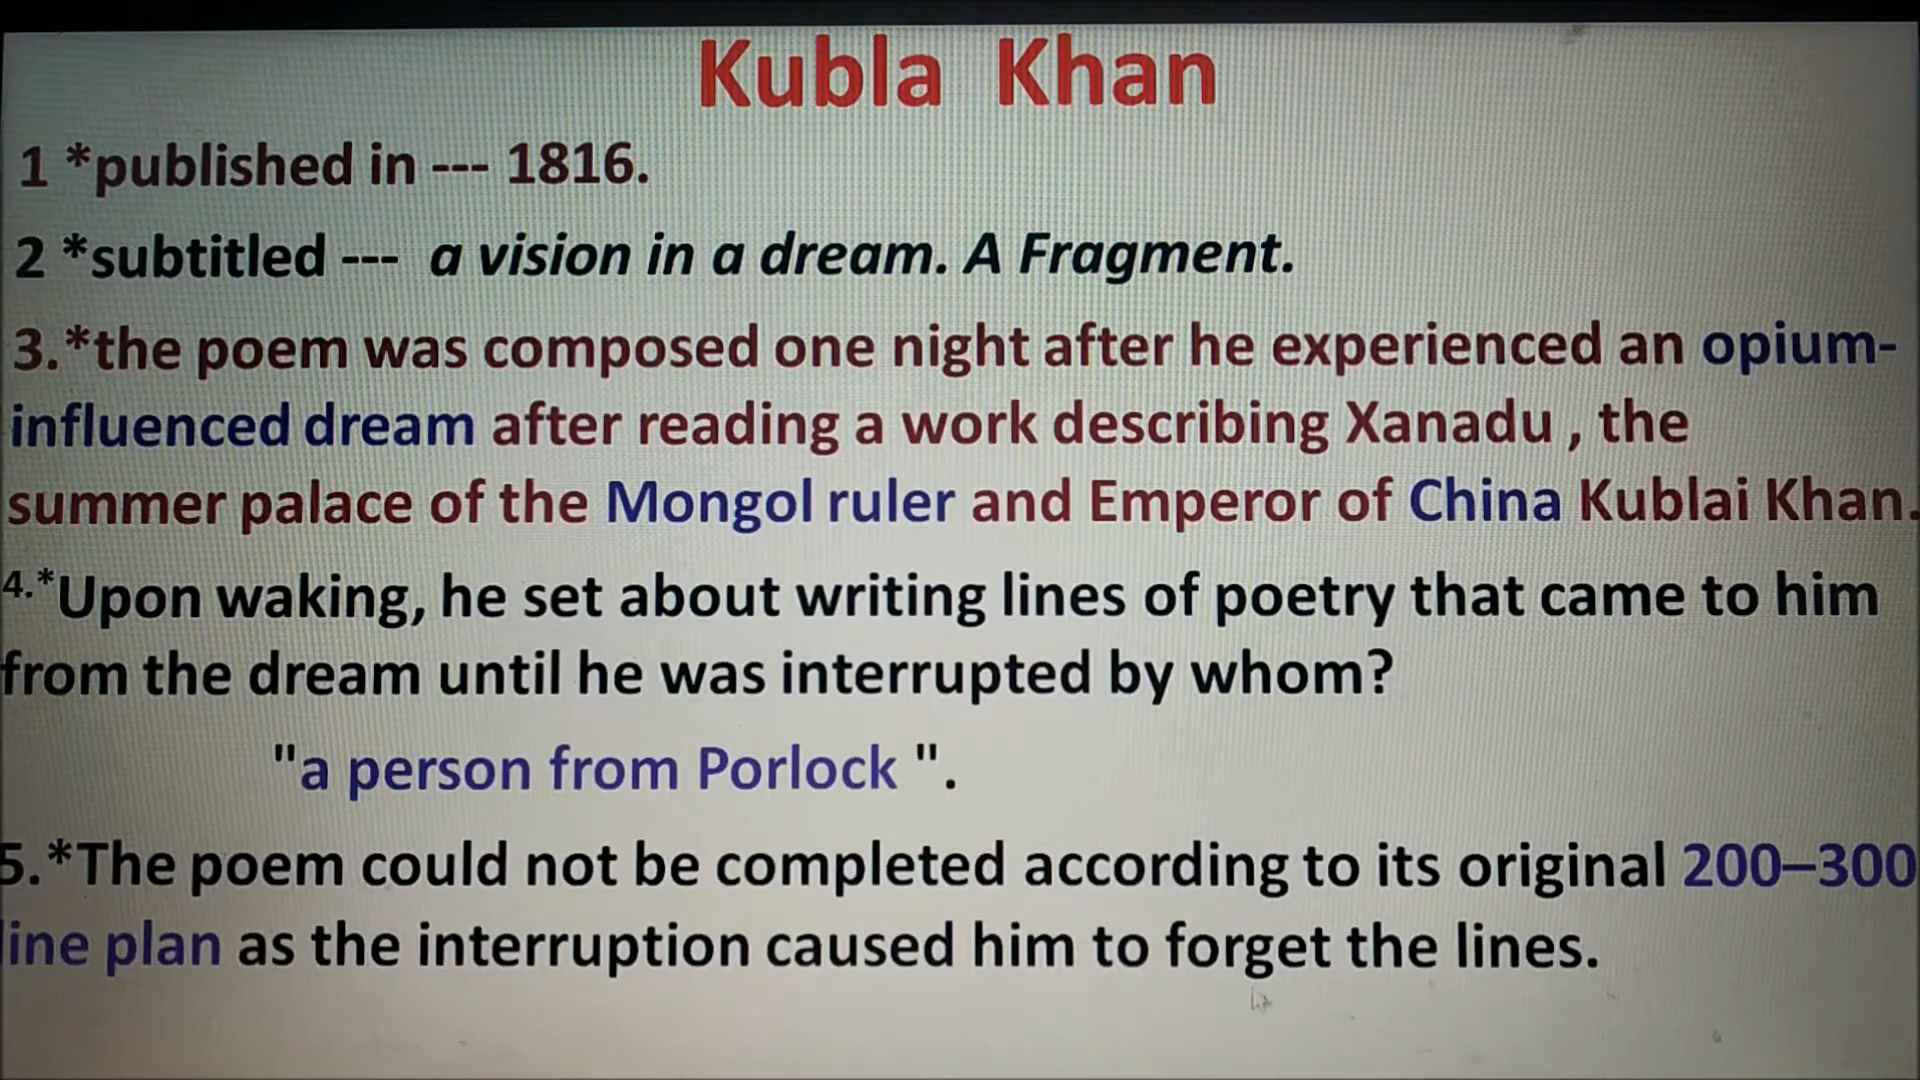 Kubla Khan
1 *published in --- 1816.
2 *subtitled --- a vision in a dream. A Fragment.
3.*the poem was composed one night after he experienced an opium-
influenced dream after reading a work describing Xanadu , the
summer palace of the Mongol ruler and Emperor of China Kublai Khan.
4.*Upon waking, he set about writing lines of poetry that came to him
from the dream until he was interrupted by whom?
"a person from Porlock ".
5.*The poem could not be completed according to its original 200–300
line plan as the interruption caused him to forget the lines.